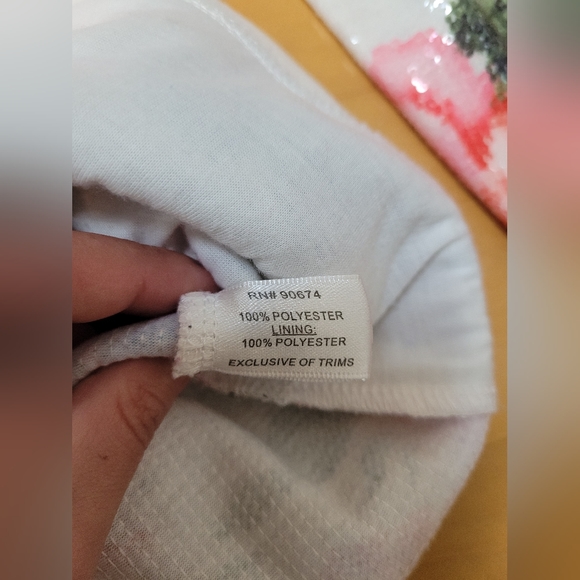 RN# 90674
100% POLYESTER
LINING:
100% POLYESTER
EXCLUSIVE OF TRIMS